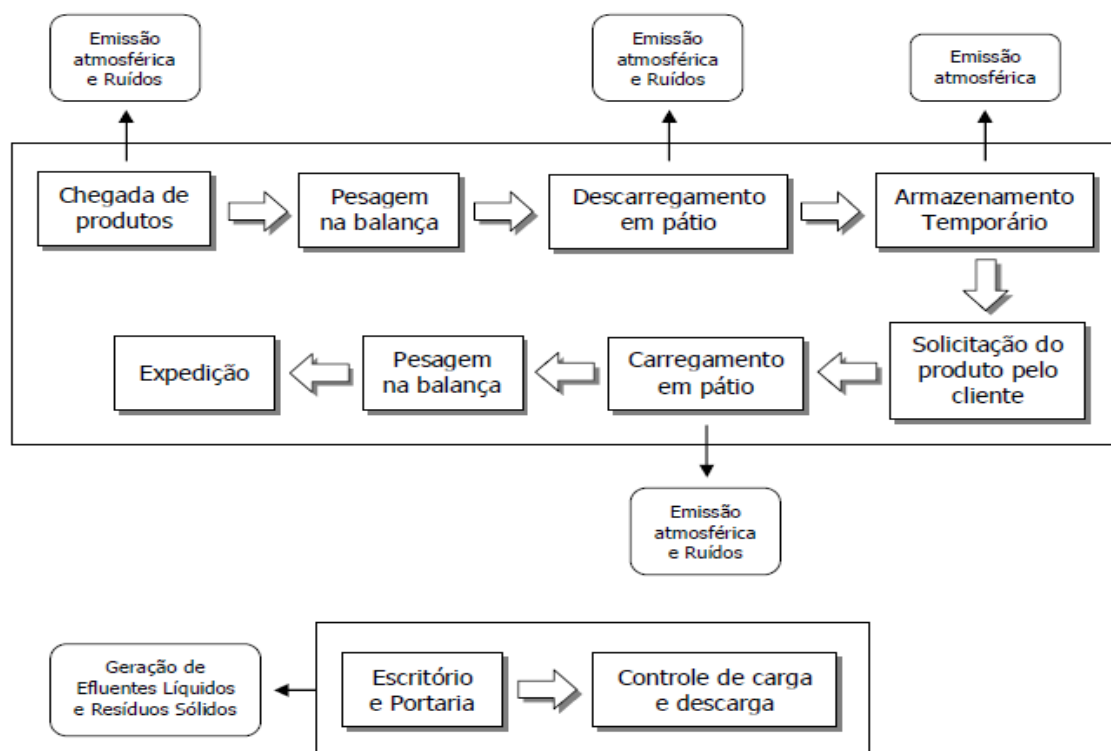 Emissão
atmosférica
e Ruídos
Emissão
atmosférica
e Ruídos
Emissão
atmosférica
Chegada de
produtos
Pesagem
na balança
Descarregamento
em pátio
Armazenamento
Temporário
Solicitação do
produto pelo
cliente
Carregamento
em pátio
Pesagem
na balança
Expedição
Emissão
atmosférica
e Ruídos
Geração de
Efluentes Líquidos
e Resíduos Sólidos
Escritório
e Portaria
Controle de carga
e descarga